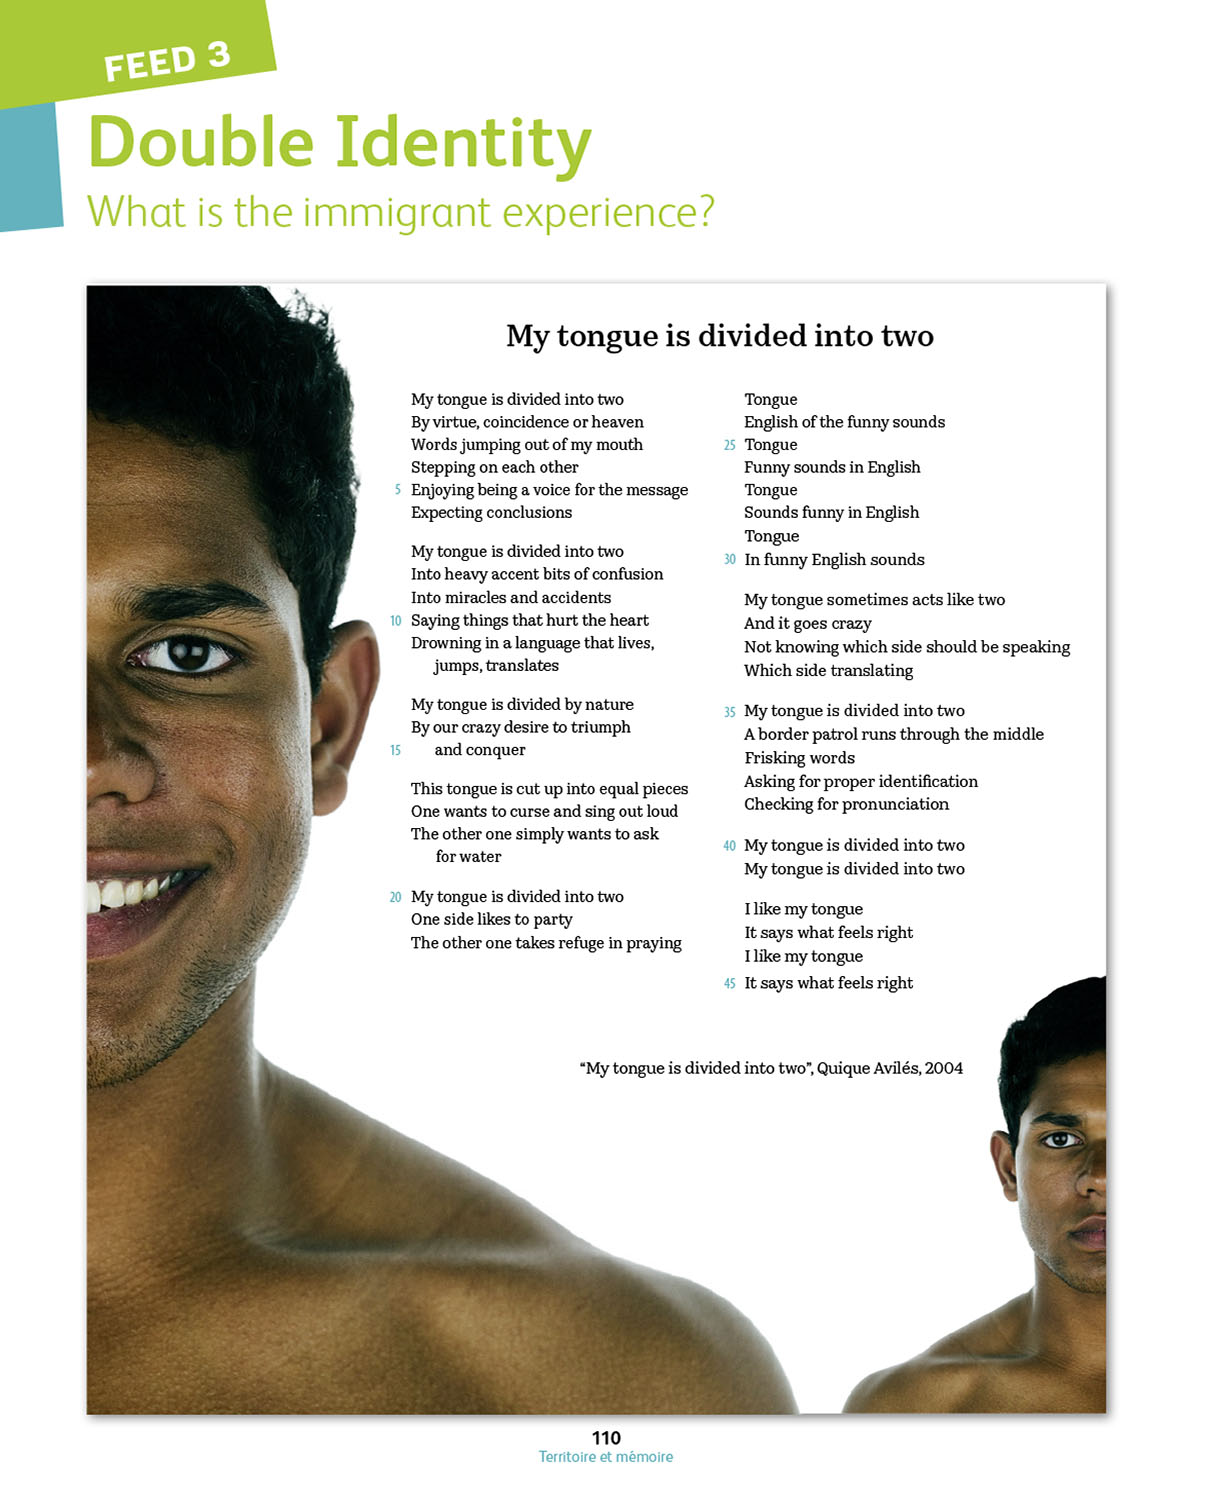 FEED 3
Double Identity
What is the immigrant experience?
My tongue is divided into two
My tongue is divided into two
By virtue, coincidence or heaven
Words jumping out of my mouth
Stepping on each other
5 Enjoying being a voice for the message
Expecting conclusions
My tongue is divided into two
Into heavy accent bits of confusion
Into miracles and accidents
10 Saying things that hurt the heart
Drowning in a language that lives,
jumps, translates
My tongue is divided by nature
By our crazy desire to triumph
15 and conquer
This tongue is cut up into equal pieces
One wants to curse and sing out loud
The other one simply wants to ask
for water
20 My tongue is divided into two
One side likes to party
The other one takes refuge in praying
Tongue
English of the funny sounds
25 Tongue
Funny sounds in English
Tongue
Sounds funny in English
Tongue
30 In funny English sounds
My tongue sometimes acts like two
And it goes crazy
Not knowing which side should be speaking
Which side translating
35 My tongue is divided into two
A border patrol runs through the middle
Frisking words
Asking for proper identification
Checking for pronunciation
40 My tongue is divided into two
My tongue is divided into two
I like my tongue
It says what feels right
I like my tongue
45 It says what feels right
“My tongue is divided into two”, Quique Avilés, 2004
110
Territoire et mémoire